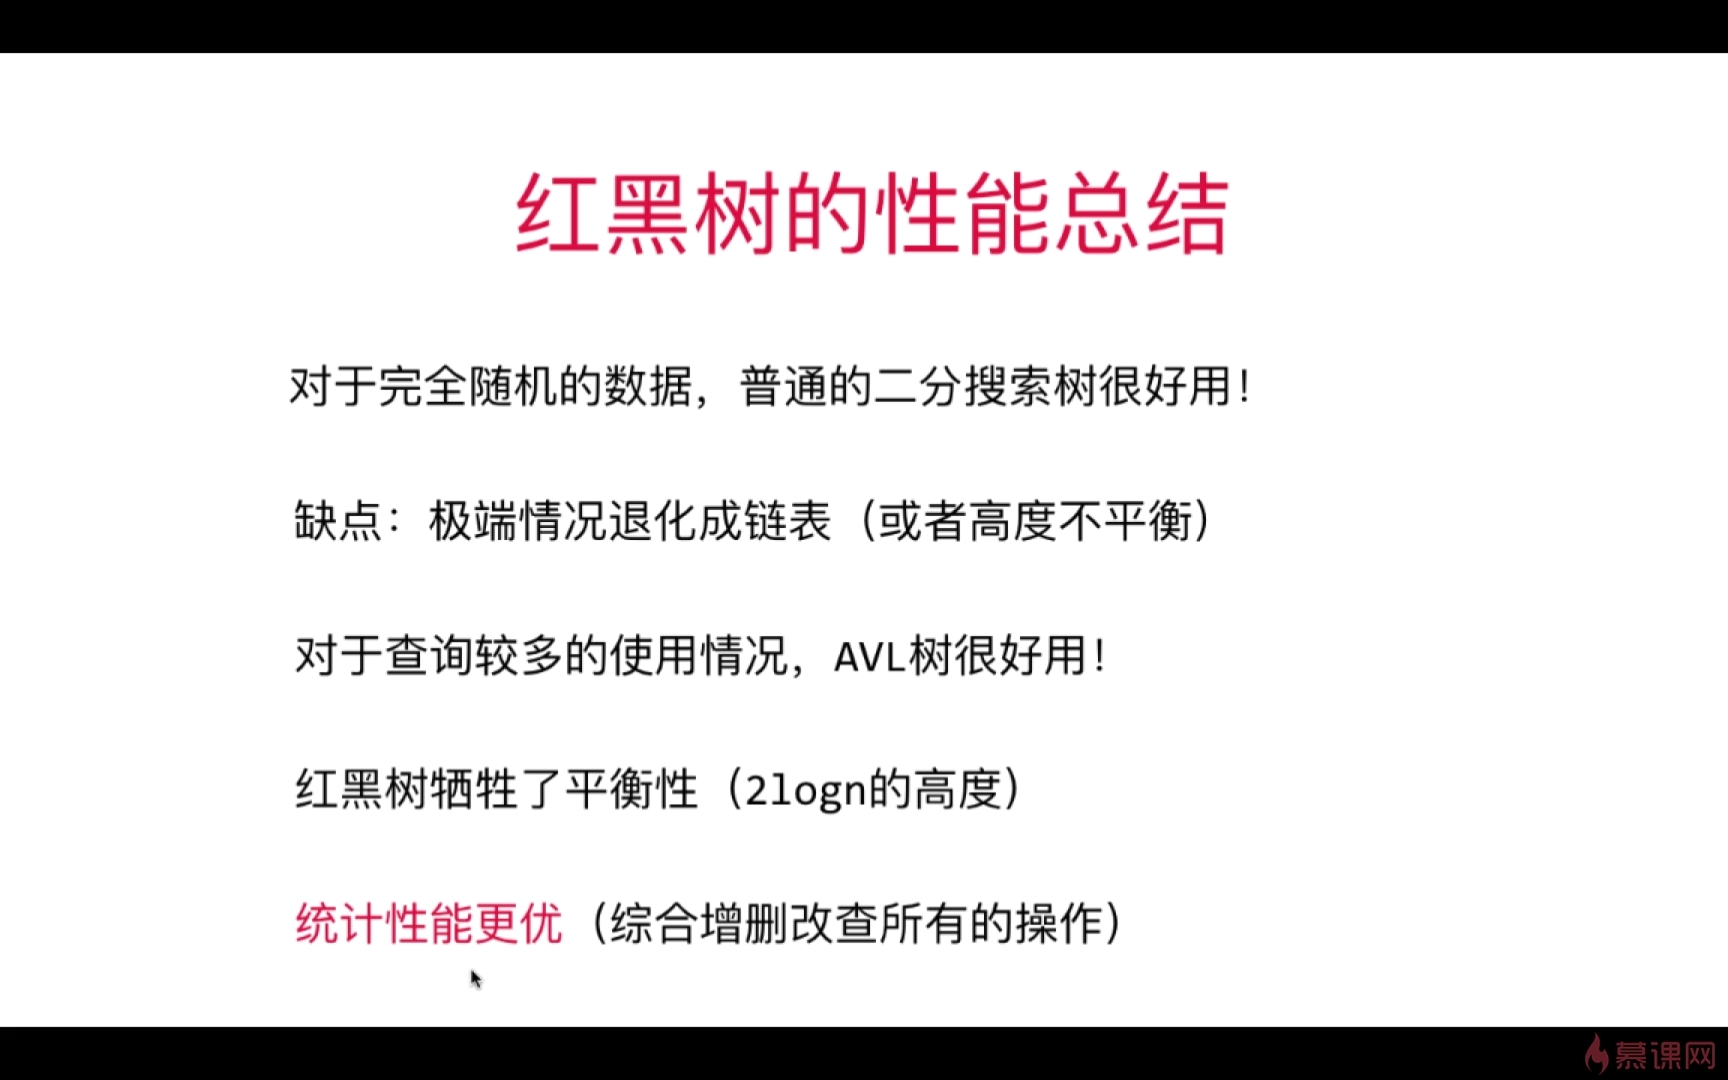 红黑树的性能总结
对于完全随机的数据，普通的二分搜索树很好用！
缺点：极端情况退化成链表（或者高度不平衡）
对于查询较多的使用情况，AVL树很好用！
红黑树牺牲了平衡性（2logn的高度）
统计性能更优（综合增删改查所有的操作）
慕课网